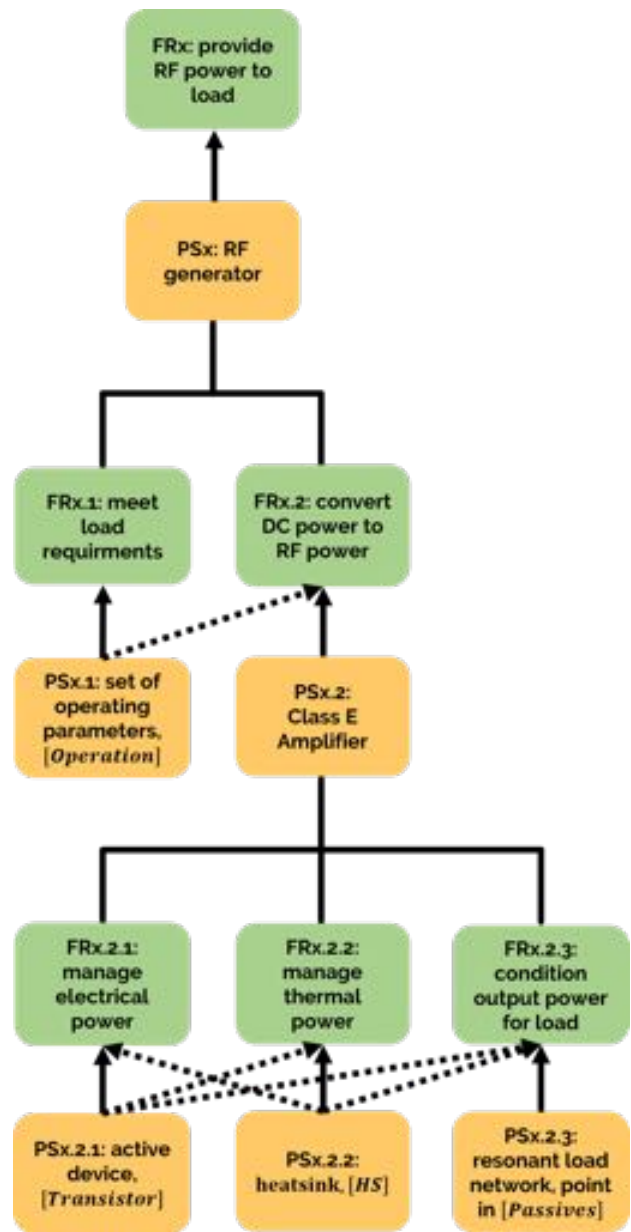 FRx: provide
RF power to
load
PSx: RF
generator
FRx.1: meet
load
requirments
FRx.2: convert
DC power to
RF power
PSx.1: set of
operating
parameters,
[Operation]
PSx.2:
Class E
Amplifier
FRx.2.1:
manage
electrical
power
FRx.2.2:
manage
thermal
power
FRx.2.3:
condition
output power
for load
PSx.2.1: active
device,
[Transistor]
PSx.2.2:
heatsink, [HS]
PSx.2.3:
resonant load
network, point
in [Passives]